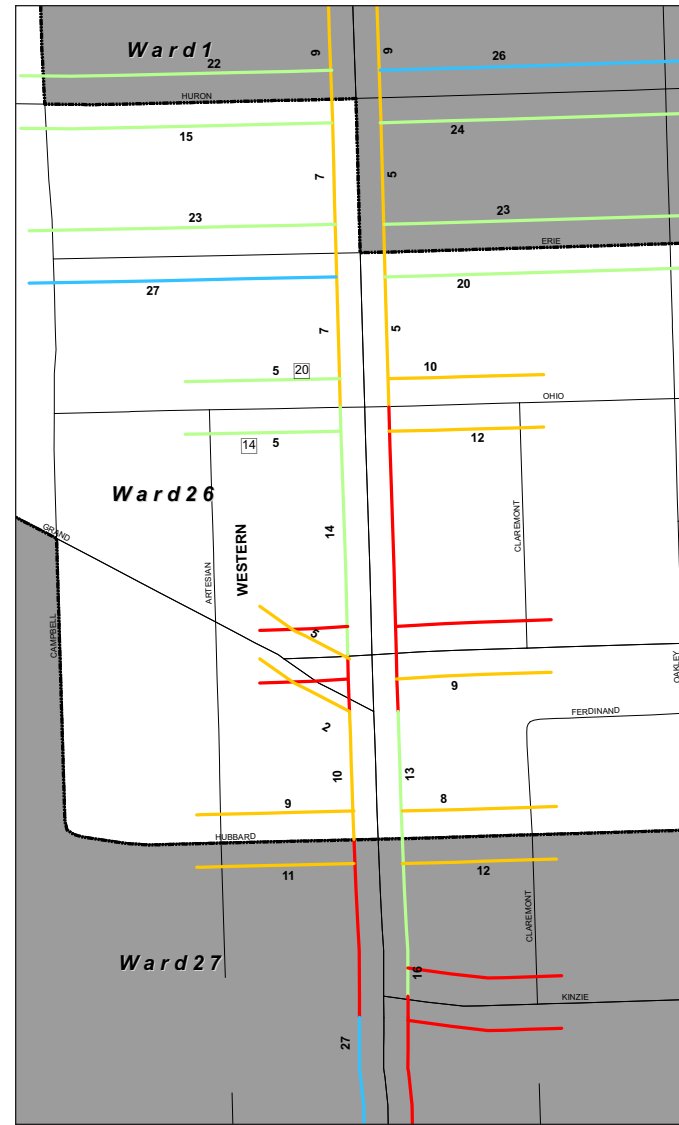 Ward1
9
9
26
22
HURON
15
24
7
5
23
23
ERIE
27
20
7
5
5
20
10
OHIO
14
5
12
Ward26
GRAND
14
CLAREMONT
WESTERN
ARTESIAN
CAMPBELL
5
OAKLEY
9
2
FERDINAND
10
13
9
8
HUBBARD
11
12
CLAREMONT
Ward27
16
KINZIE
27